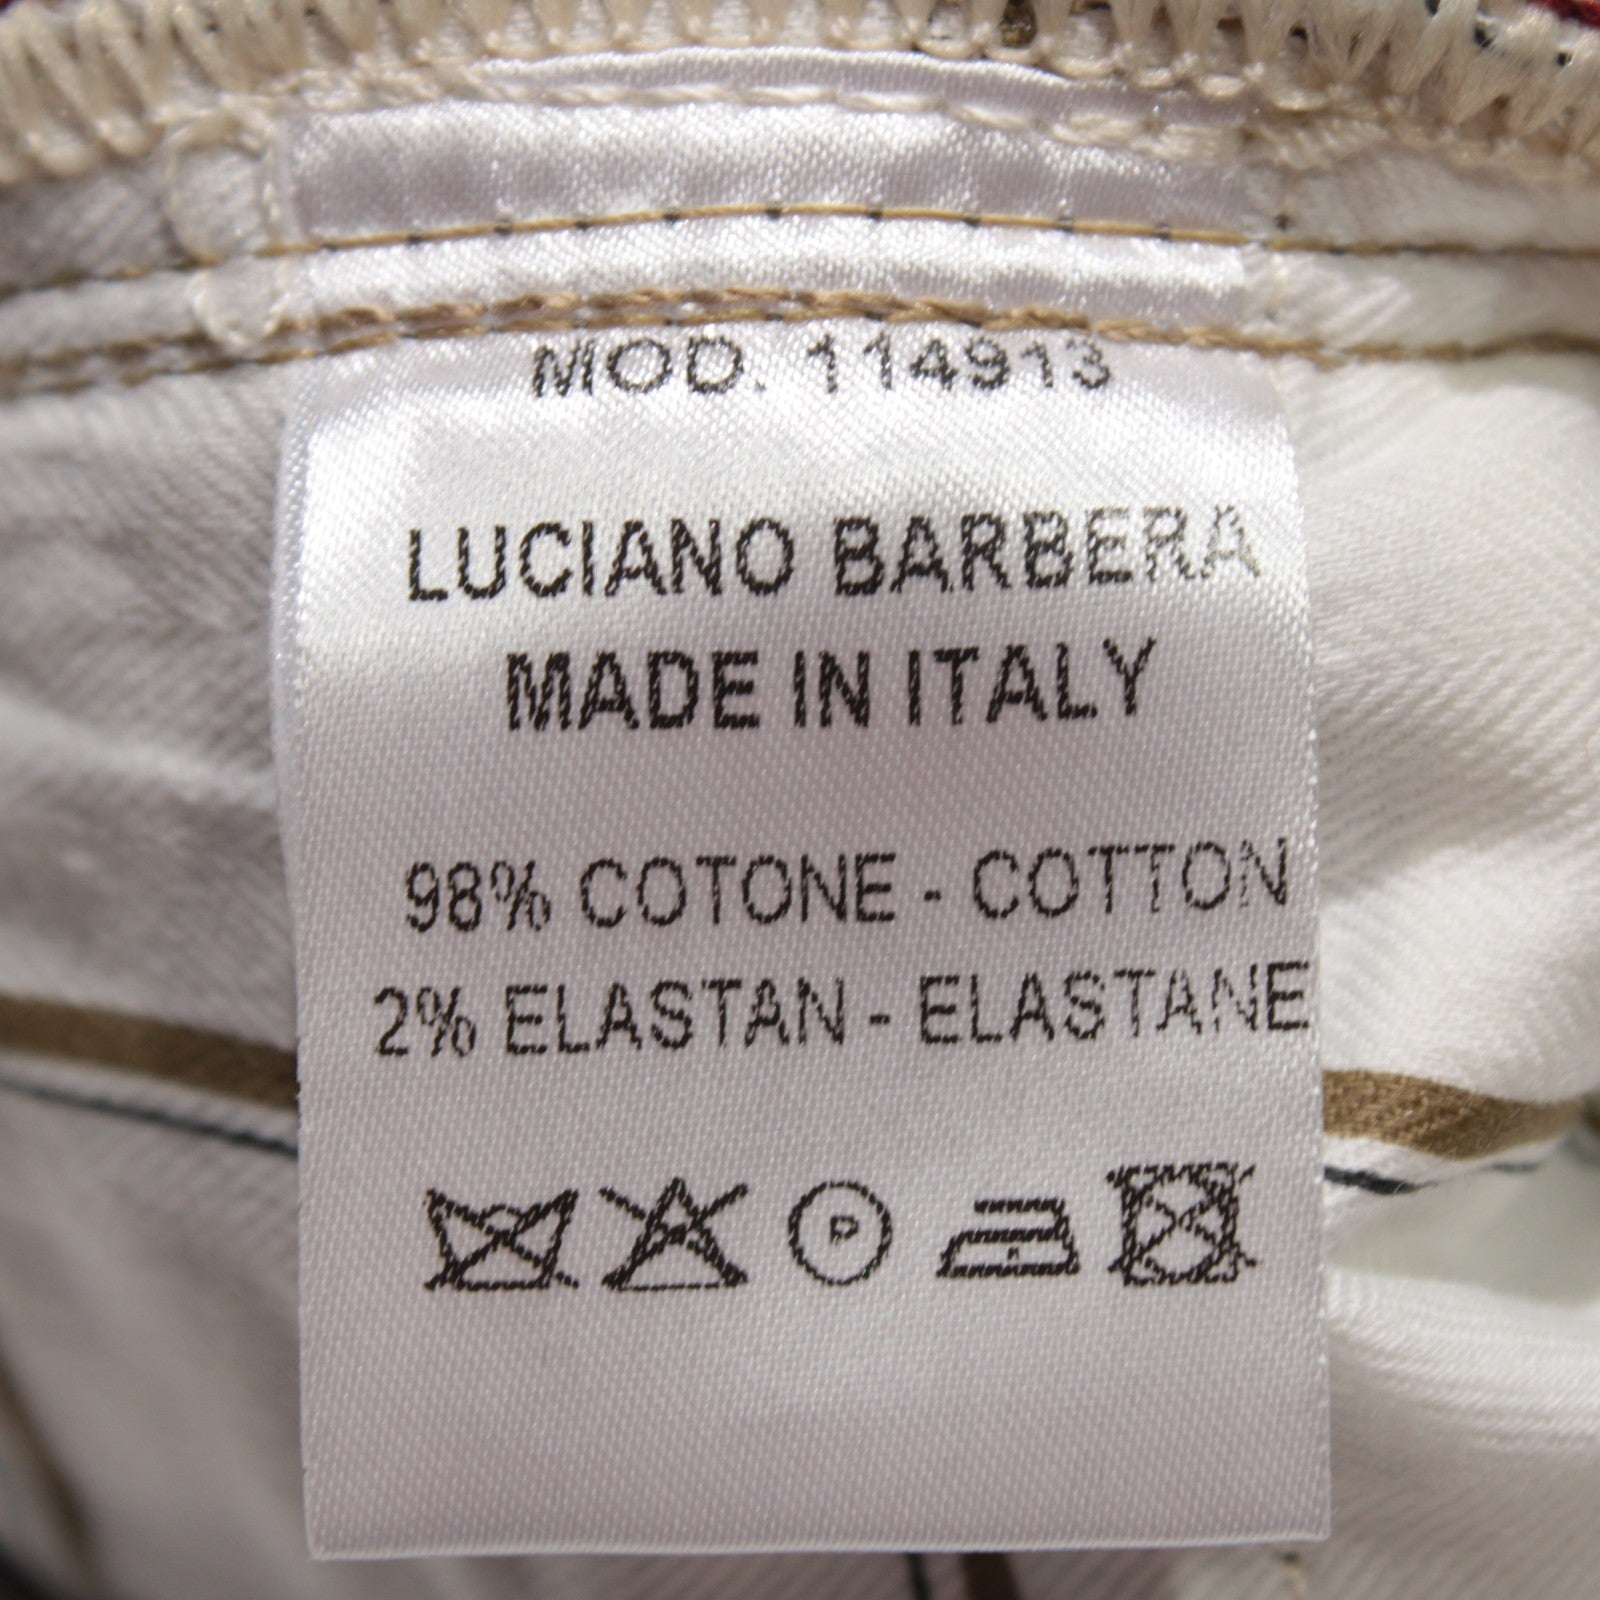 MOD. 114913
LUCIANO BARBERA
MADE IN ITALY
98% COTONE - COTTON
2% ELASTAN - ELASTANE
P